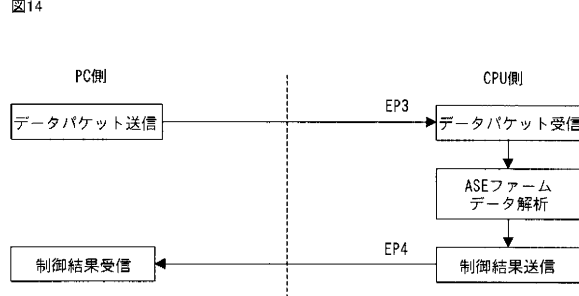 図14
PC側
CPU側
データパケット送信
EP3
データパケット受信
ASEファーム
データ解析
制御結果受信
EP4
制御結果送信